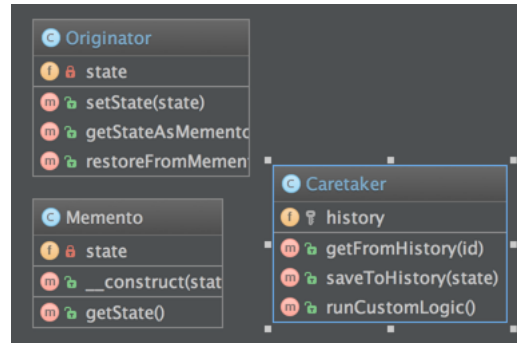 Originator
state
setState(state)
getStateAsMemento
restoreFromMemen
Memento
state
__construct(stat
getState()
Caretaker
history
getFromHistory(id)
saveToHistory(state)
runCustomLogic()